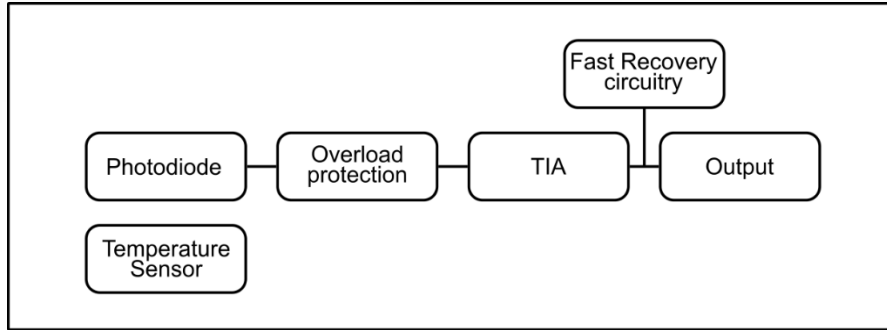 Fast Recovery
circuitry
Photodiode
Overload
protection
TIA
Output
Temperature
Sensor